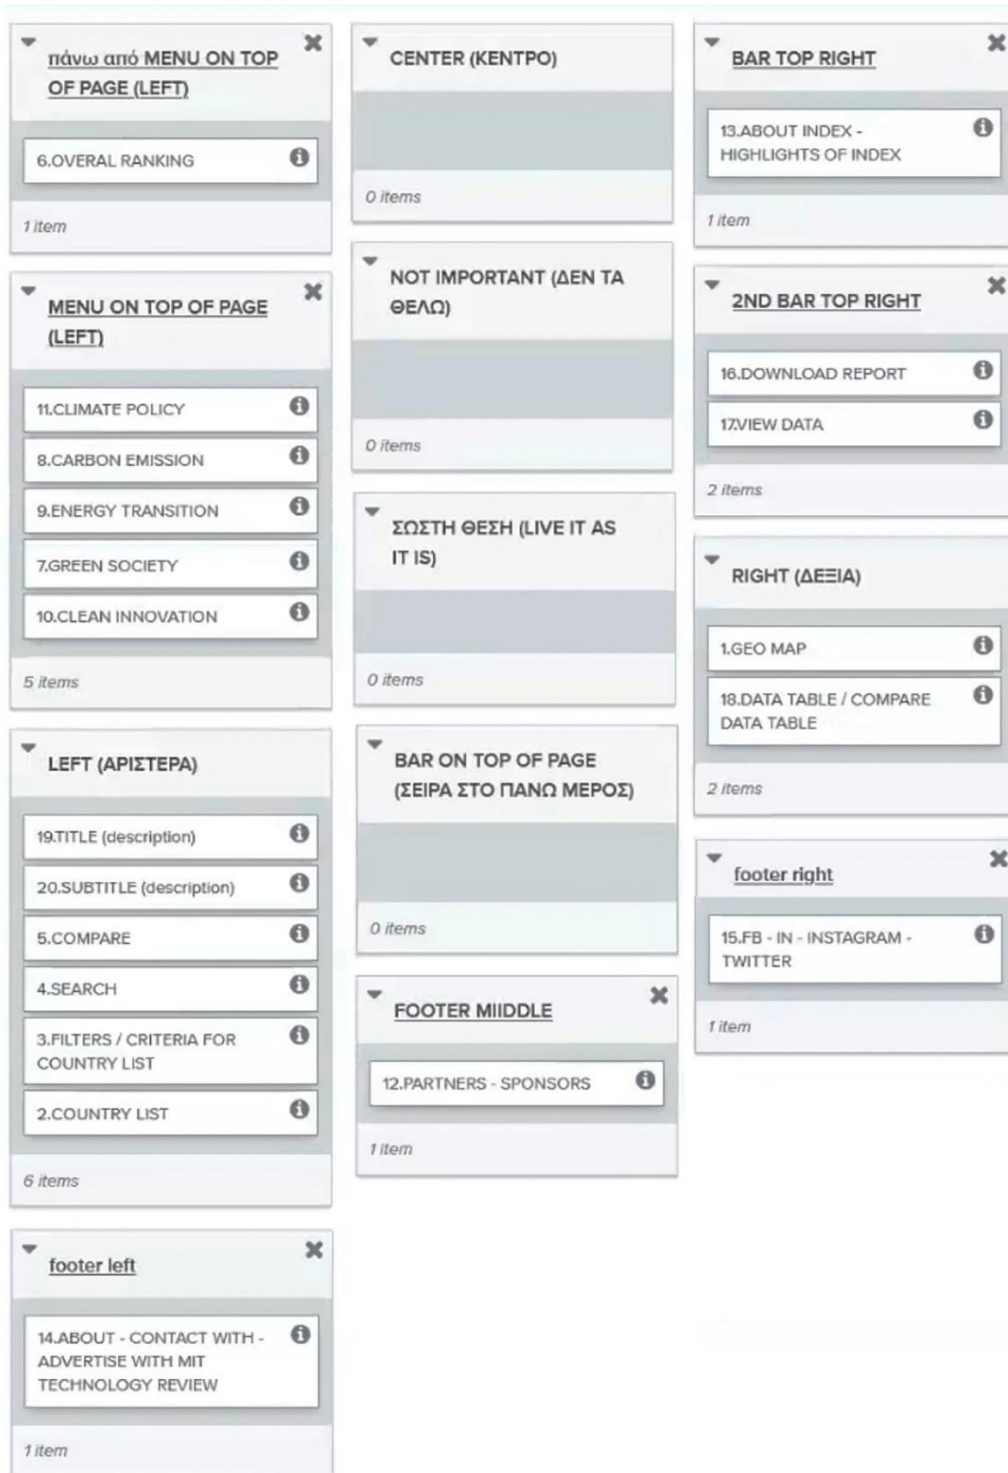 πάνω από MENU ON TOP
OF PAGE (LEFT)
6.OVERAL RANKING
1 item
MENU ON TOP OF PAGE
(LEFT)
11.CLIMATE POLICY
8.CARBON EMISSION
9.ENERGY TRANSITION
7.GREEN SOCIETY
10.CLEAN INNOVATION
5 items
LEFT (ΑΡΙΣΤΕΡΑ)
19.TITLE (description)
20.SUBTITLE (description)
5.COMPARE
4.SEARCH
3.FILTERS / CRITERIA FOR
COUNTRY LIST
2.COUNTRY LIST
6 items
footer left
14.ABOUT - CONTACT WITH -
ADVERTISE WITH MIT
TECHNOLOGY REVIEW
1 item
CENTER (ΚΕΝΤΡΟ)
0 items
NOT IMPORTANT (ΔΕΝ ΤΑ
ΘΕΛΩ)
0 items
ΣΩΣΤΗ ΘΕΣΗ (LIVE IT AS
IT IS)
0 items
BAR ON TOP OF PAGE
(ΣΕΙΡΑ ΣΤΟ ΠΑΝΩ ΜΕΡΟΣ)
0 items
FOOTER MIIDDLE
12.PARTNERS - SPONSORS
1 item
BAR TOP RIGHT
13.ABOUT INDEX -
HIGHLIGHTS OF INDEX
1 item
2ND BAR TOP RIGHT
16.DOWNLOAD REPORT
17.VIEW DATA
2 items
RIGHT (ΔΕΞΙΑ)
1.GEO MAP
18.DATA TABLE / COMPARE
DATA TABLE
2 items
footer right
15.FB - IN - INSTAGRAM -
TWITTER
1 item